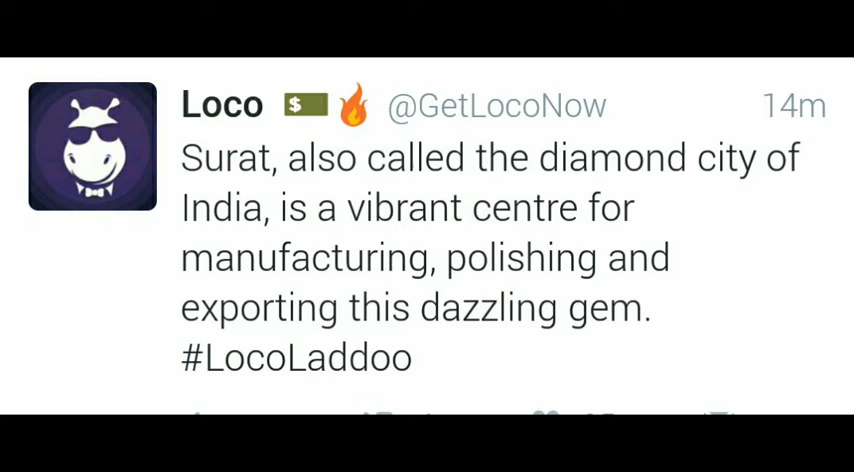 Loco 💵🔥 @GetLocoNow 14m
Surat, also called the diamond city of
India, is a vibrant centre for
manufacturing, polishing and
exporting this dazzling gem.
#LocoLaddoo